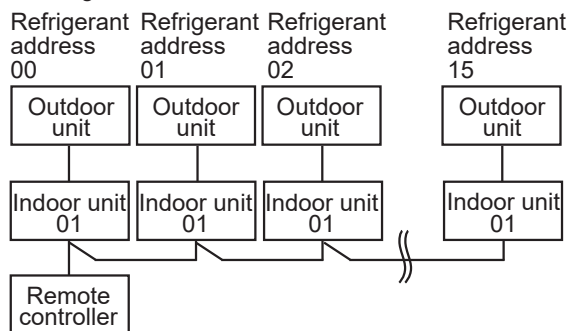 Refrigerant
address
00
Refrigerant
address
01
Refrigerant
address
02
Refrigerant
address
15
Outdoor
unit
Outdoor
unit
Outdoor
unit
Outdoor
unit
Indoor unit
01
Indoor unit
01
Indoor unit
01
Indoor unit
01
Remote
controller